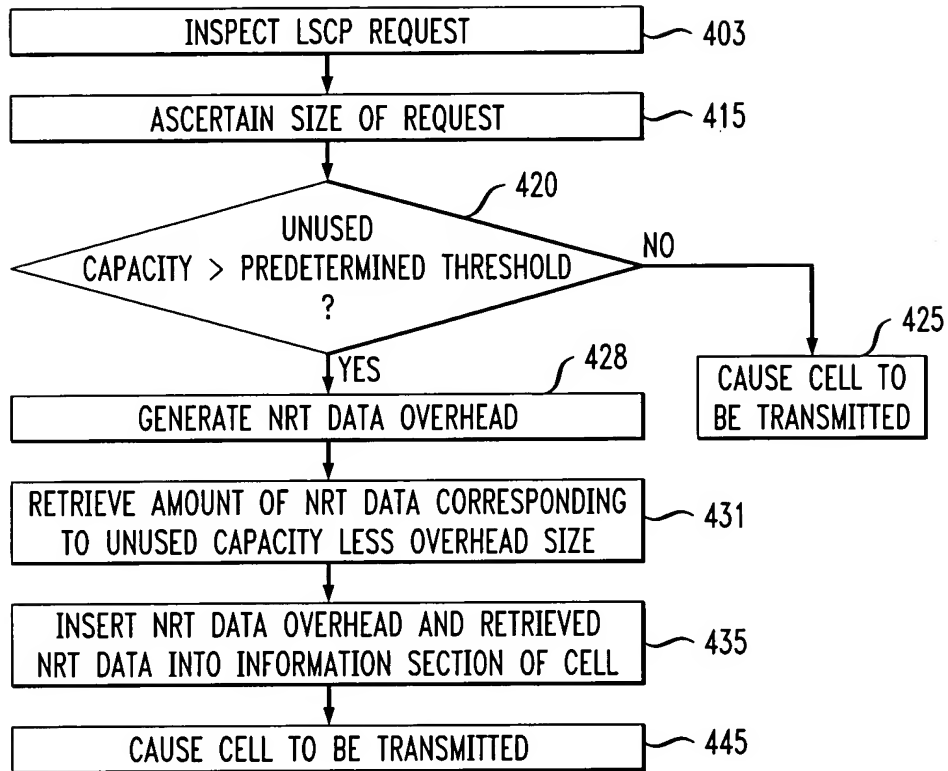 INSPECT LSCP REQUEST
403
ASCERTAIN SIZE OF REQUEST
415
420
UNUSED
CAPACITY > PREDETERMINED THRESHOLD
?
NO
YES
425
CAUSE CELL TO
BE TRANSMITTED
428
GENERATE NRT DATA OVERHEAD
RETRIEVE AMOUNT OF NRT DATA CORRESPONDING
TO UNUSED CAPACITY LESS OVERHEAD SIZE
431
INSERT NRT DATA OVERHEAD AND RETRIEVED
NRT DATA INTO INFORMATION SECTION OF CELL
435
CAUSE CELL TO BE TRANSMITTED
445